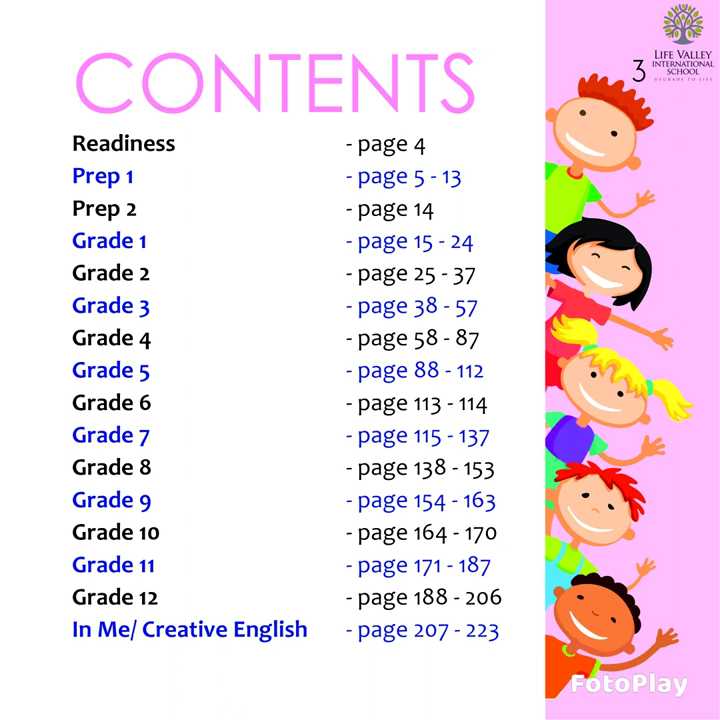 CONTENTS
Readiness - page 4
Prep 1 - page 5 - 13
Prep 2 - page 14
Grade 1 - page 15 - 24
Grade 2 - page 25 - 37
Grade 3 - page 38 - 57
Grade 4 - page 58 - 87
Grade 5 - page 88 - 112
Grade 6 - page 113 - 114
Grade 7 - page 115 - 137
Grade 8 - page 138 - 153
Grade 9 - page 154 - 163
Grade 10 - page 164 - 170
Grade 11 - page 171 - 187
Grade 12 - page 188 - 206
In Me/ Creative English - page 207 - 223
3
LIFE VALLEY
INTERNATIONAL
SCHOOL
UPGRADE TO LIFE
FotoPlay